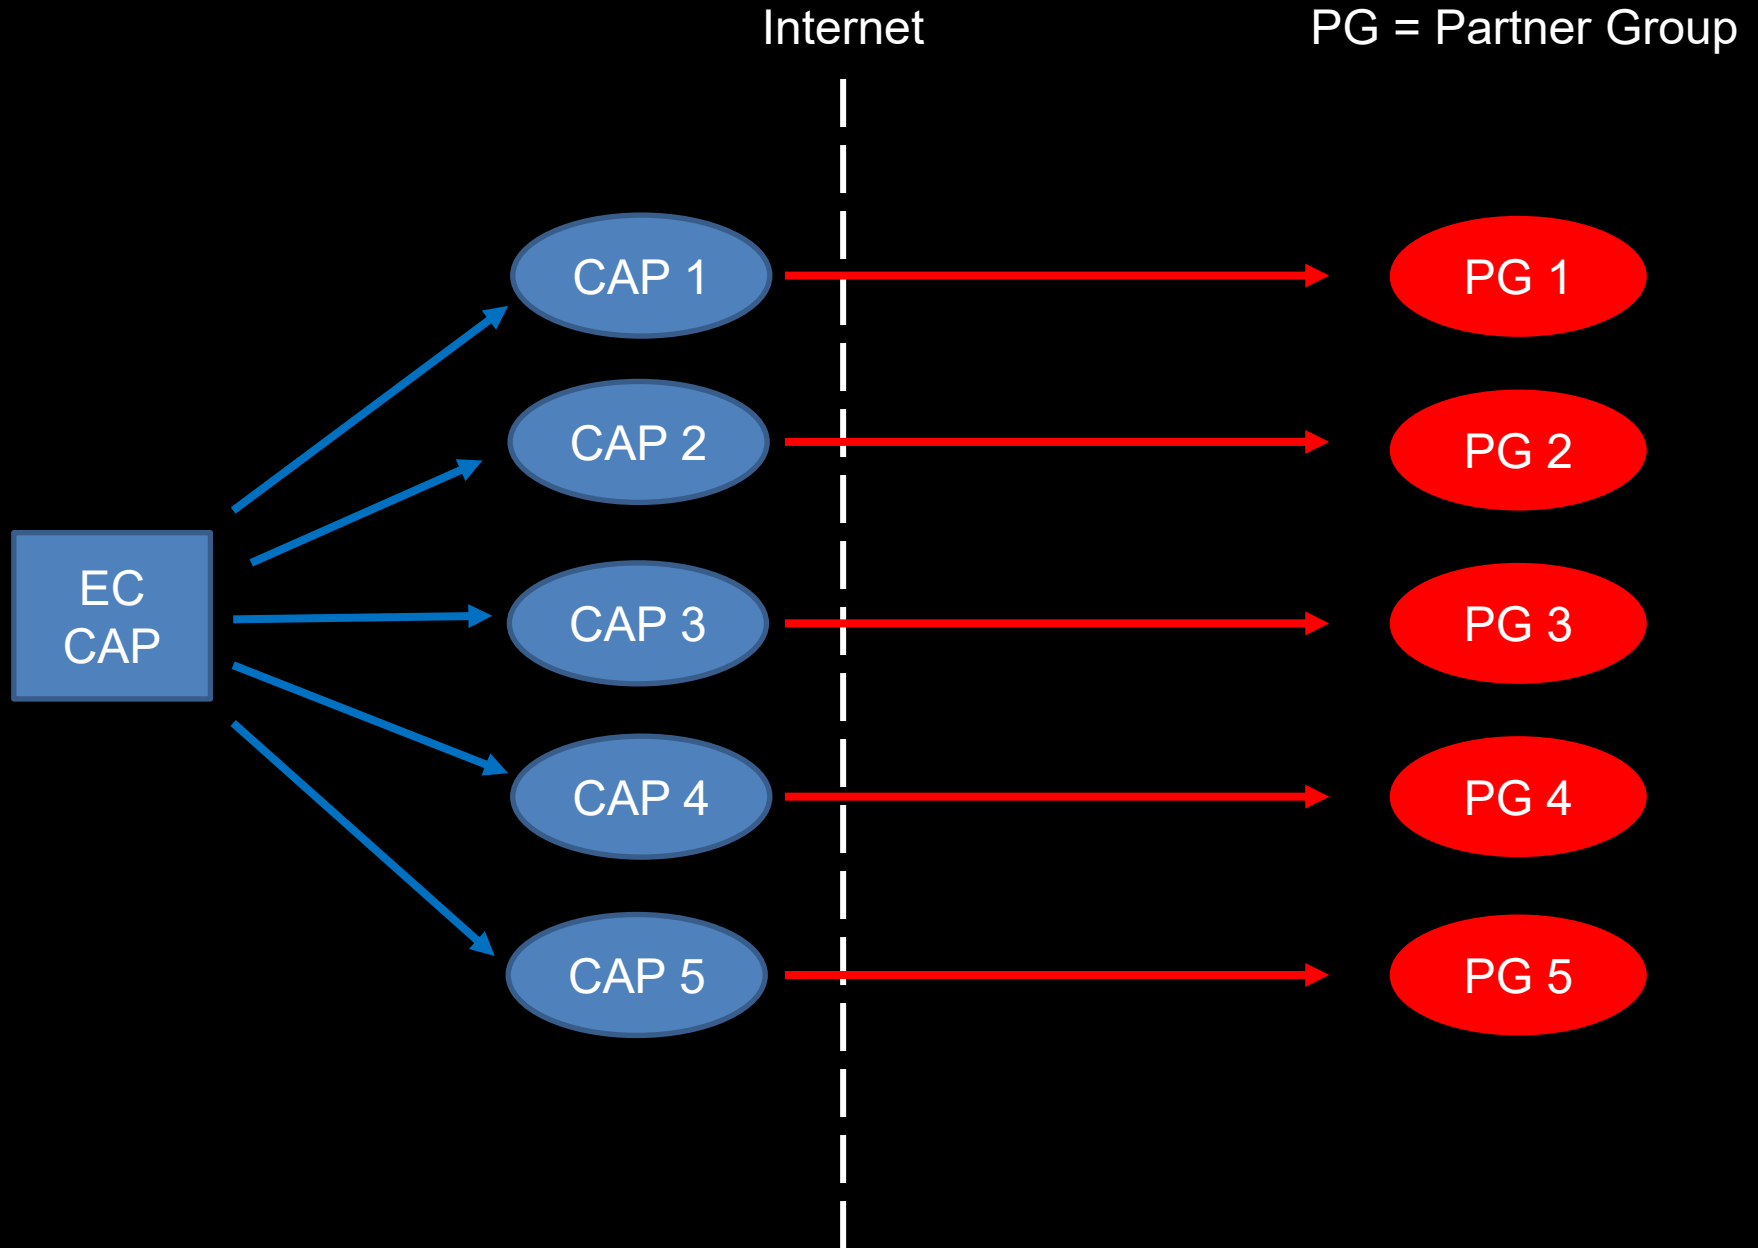 Internet
PG = Partner Group
CAP 1
PG 1
CAP 2
PG 2
EC
CAP
CAP 3
PG 3
CAP 4
PG 4
CAP 5
PG 5